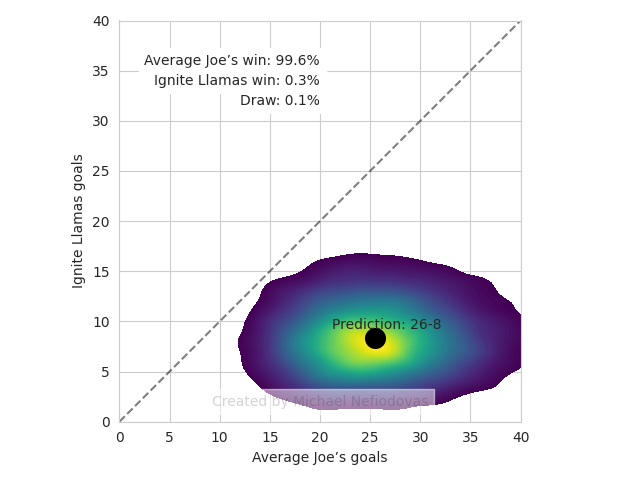 Average Joe's win: 99.6%
Ignite Llamas win: 0.3%
Draw: 0.1%
Ignite Llamas goals
40
35
30
25
20
15
10
5
0
Prediction: 26-8
Created by Michael Nefiodovas
0 5 10 15 20 25 30 35 40
Average Joe's goals